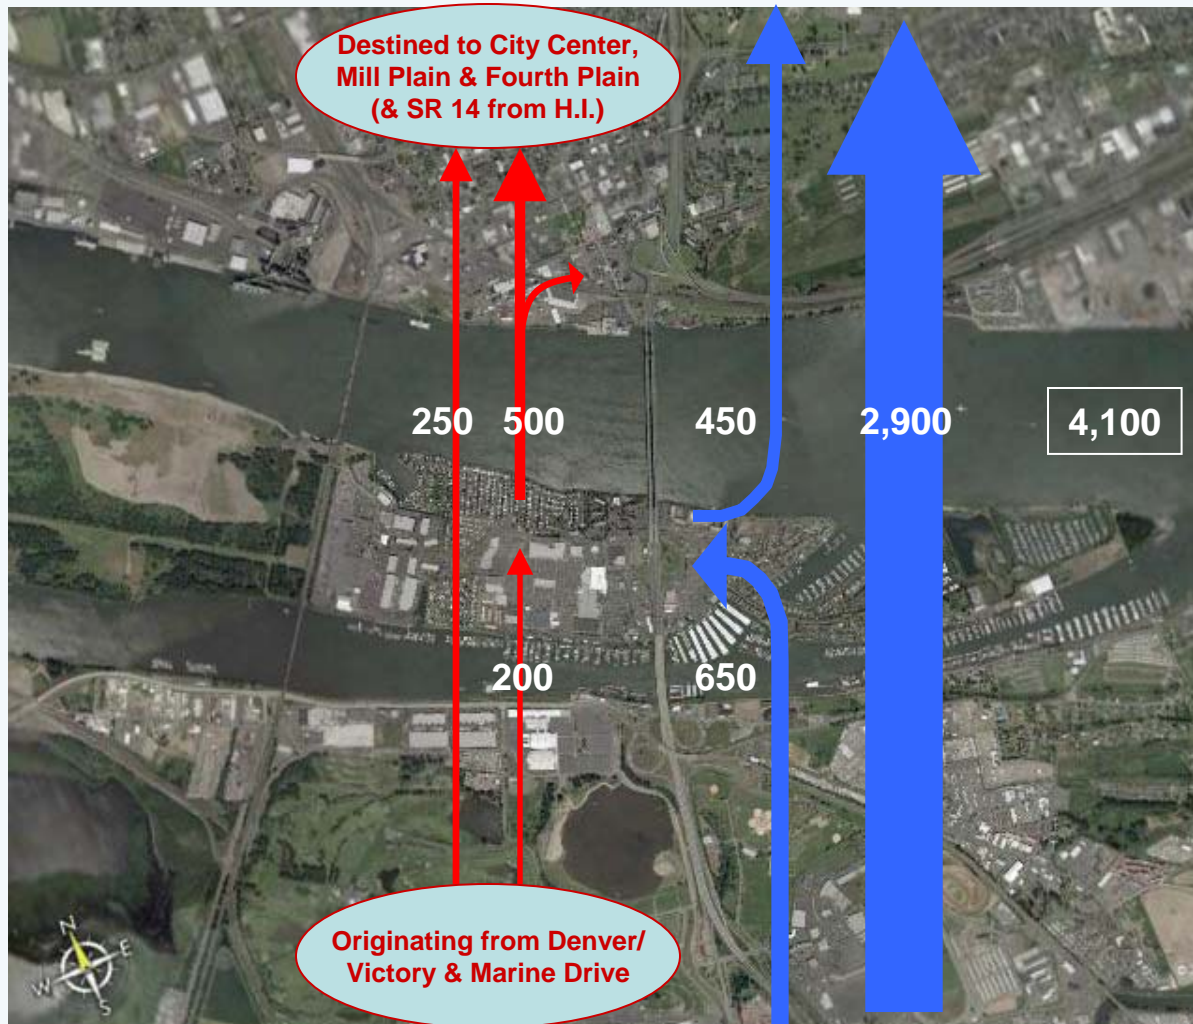 Destined to City Center,
Mill Plain & Fourth Plain
(& SR 14 from H.I.)
250
500
450
2,900
4,100
200
650
Originating from Denver/
Victory & Marine Drive
N
E
W
S